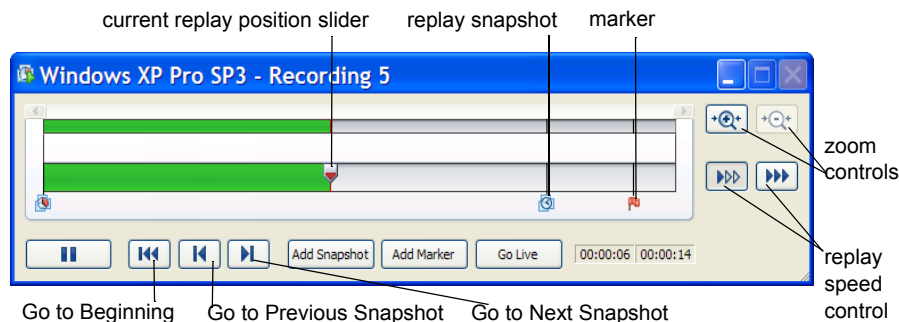 current replay position slider replay snapshot marker
Windows XP Pro SP3 - Recording 5
zoom
controls
Add Snapshot Add Marker Go Live 00:00:06 00:00:14
replay
speed
control
Go to Beginning Go to Previous Snapshot Go to Next Snapshot